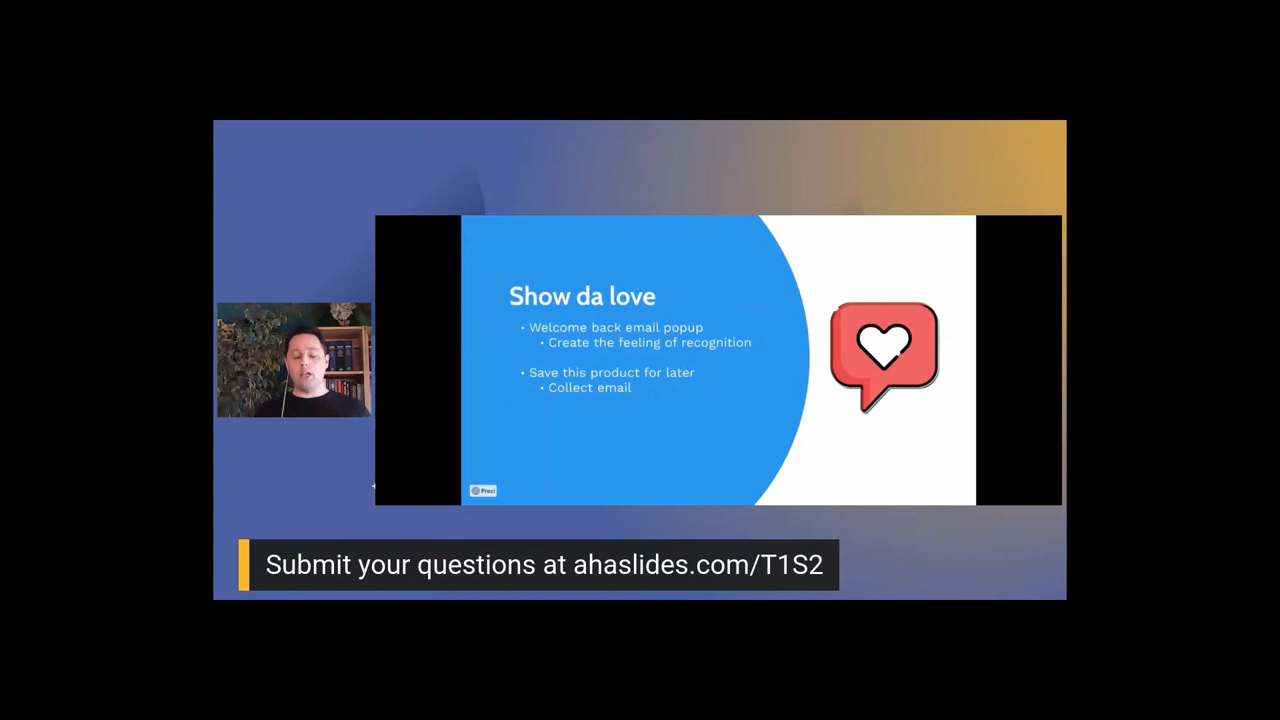 Show da love
• Welcome back email popup
• Create the feeling of recognition
• Save this product for later
• Collect email
Prezi
Submit your questions at ahaslides.com/T1S2